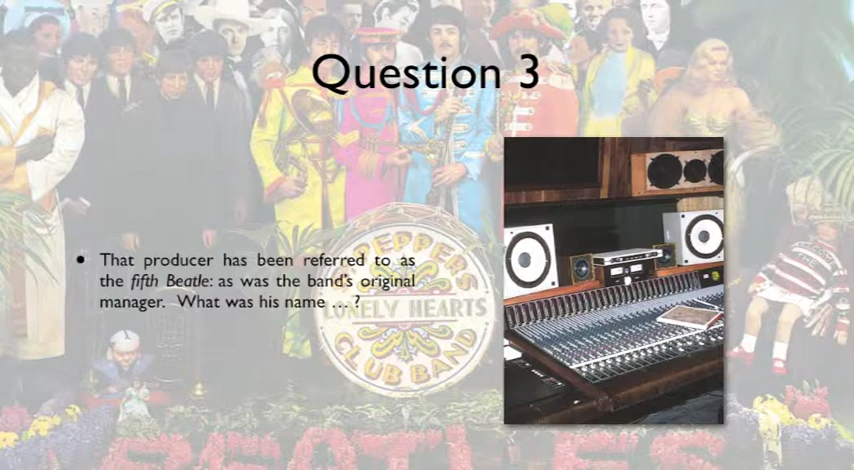 Question 3
• That producer has been referred to as
the fifth Beatle: as was the band's original
manager. What was his name … ?
PEPPERS
LONELY HEARTS
CLUB BAND
BEATLES